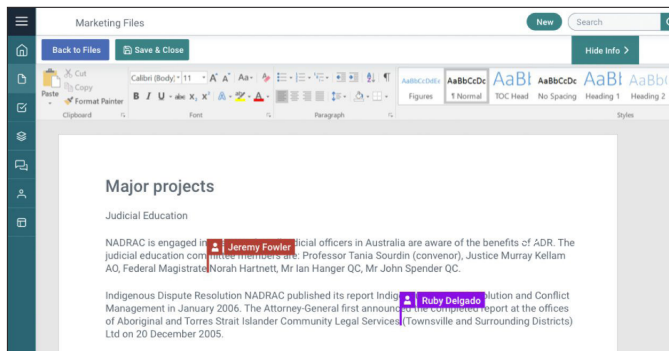 Marketing Files
New
Search
Back to Files
Save & Close
Hide Info
Cut
Copy
Paste
Format Painter
Clipboard
Calibri (Body)
11
A A Aa
B I U abc X, X' A A
Font
Paragraph
AaBbCcDdEe AaBbCcDc AaBl AaBbCcDc AaBl AaBb(
Figures ¶ Normal TOC Head No Spacing Heading 1 Heading 2
Styles
Major projects
Judicial Education
NADRAC is engaged in Jeremy Fowler dicial officers in Australia are aware of the benefits of ADR. The
judicial education committee members are: Professor Tania Sourdin (convenor), Justice Murray Kellam
AO, Federal Magistrate Norah Hartnett, Mr Ian Hanger QC, Mr John Spender QC.
Indigenous Dispute Resolution NADRAC published its report Indig Ruby Delgado olution and Conflict
Management in January 2006. The Attorney-General first announced the completed report at the offices
of Aboriginal and Torres Strait Islander Community Legal Services (Townsville and Surrounding Districts)
Ltd on 20 December 2005.